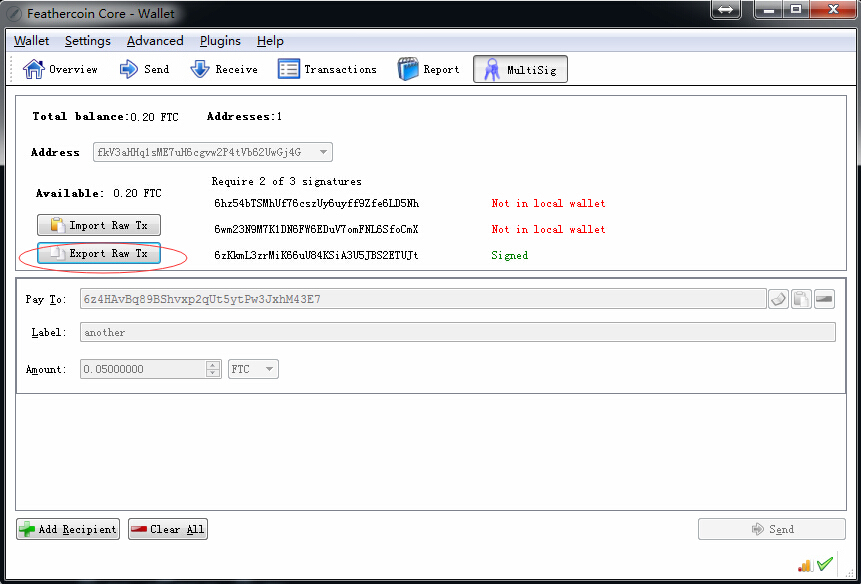 Feathercoin Core - Wallet
Wallet Settings Advanced Plugins Help
Overview Send Receive Transactions Report MultiSig
Total balance:0.20 FTC Addresses:1
Address fkV3aHHq1sME7uH6cgvw2P4tVb62UwGj4G
Available: 0.20 FTC
Require 2 of 3 signatures
6hz54bTSMhUf76cszUy6uyff9Zfe6LD5Nh Not in local wallet
Import Raw Tx
6wm23N9M7K1DN6FW6EDuV7omFNL6SfoCmX Not in local wallet
Export Raw Tx
6zKkmL3zrMiK66uU84KSiA3U5JBS2ETUJt Signed
Pay To: 6z4HAvBq89BShvxp2qUt5ytPw3JxhM43E7
Label: another
Amount: 0.05000000 FTC
Add Recipient Clear All Send